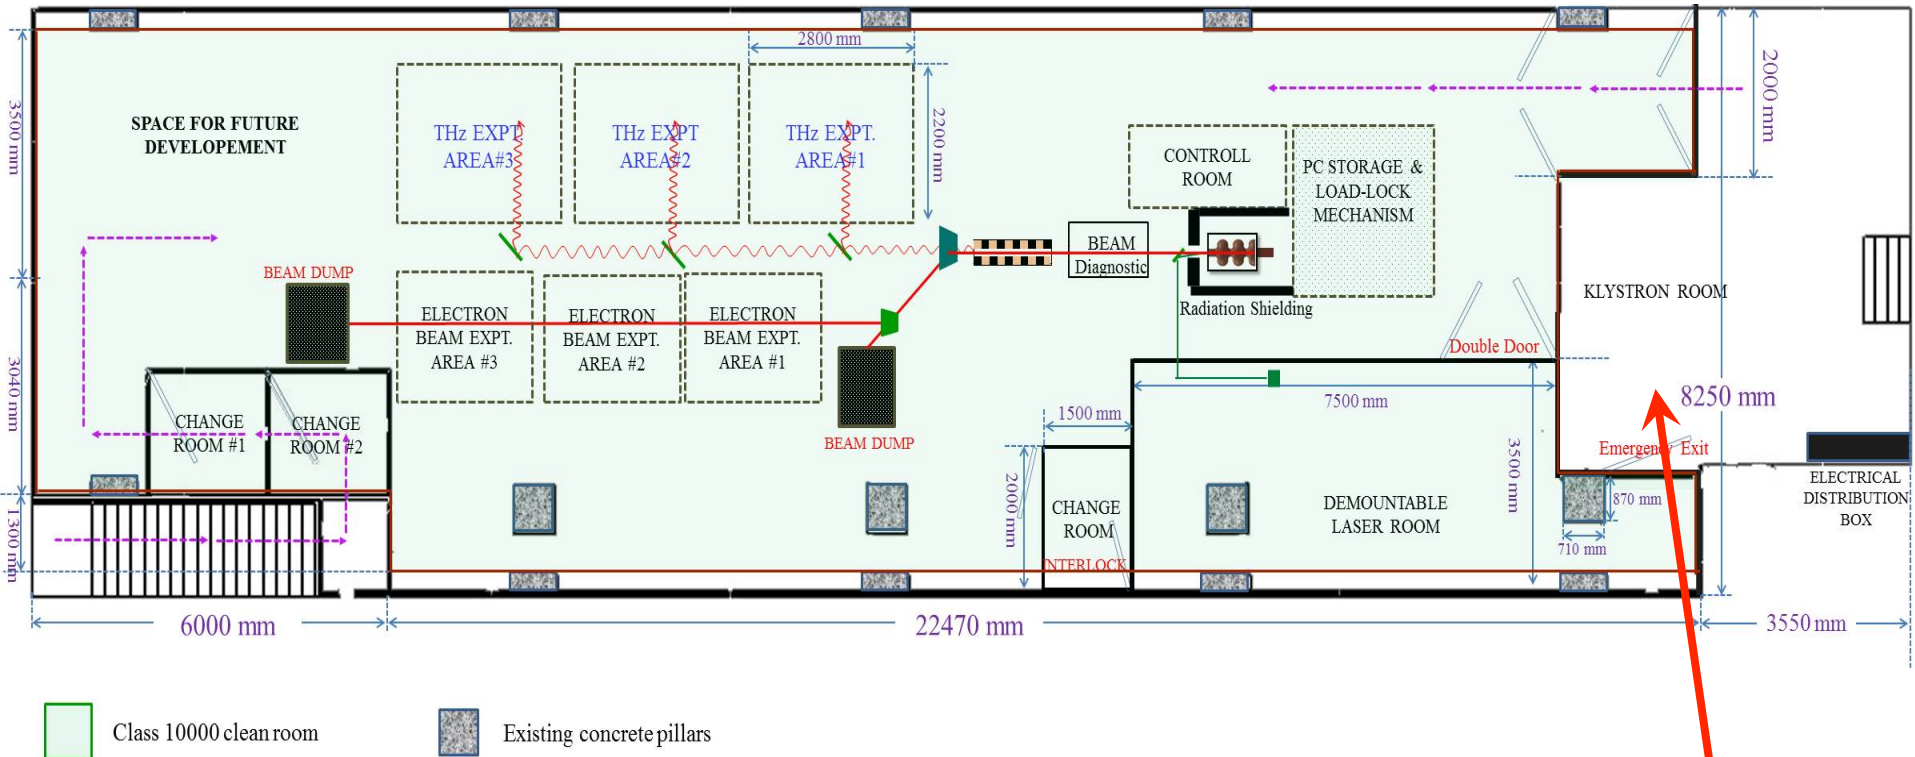 2800 mm
3500 mm
SPACE FOR FUTURE
DEVELOPEMENT
THz EXPT.
AREA#3
THz EXPT
AREA#2
THz EXPT.
AREA#1
2200 mm
CONTROLL
ROOM
PC STORAGE &
LOAD-LOCK
MECHANISM
2000 mm
BEAM
Diagnostic
Radiation Shielding
KLYSTRON ROOM
BEAM DUMP
ELECTRON
BEAM EXPT.
AREA #3
ELECTRON
BEAM EXPT.
AREA #2
ELECTRON
BEAM EXPT.
AREA #1
Double Door
3040 mm
CHANGE
ROOM #1
CHANGE
ROOM #2
BEAM DUMP
1500 mm
7500 mm
8250 mm
Emergency Exit
3500 mm
2000 mm
CHANGE
ROOM
INTERLOCK
DEMOUNTABLE
LASER ROOM
870 mm
710 mm
ELECTRICAL
DISTRIBUTION
BOX
1300 mm
6000 mm
22470 mm
3550 mm
Class 10000 clean room
Existing concrete pillars